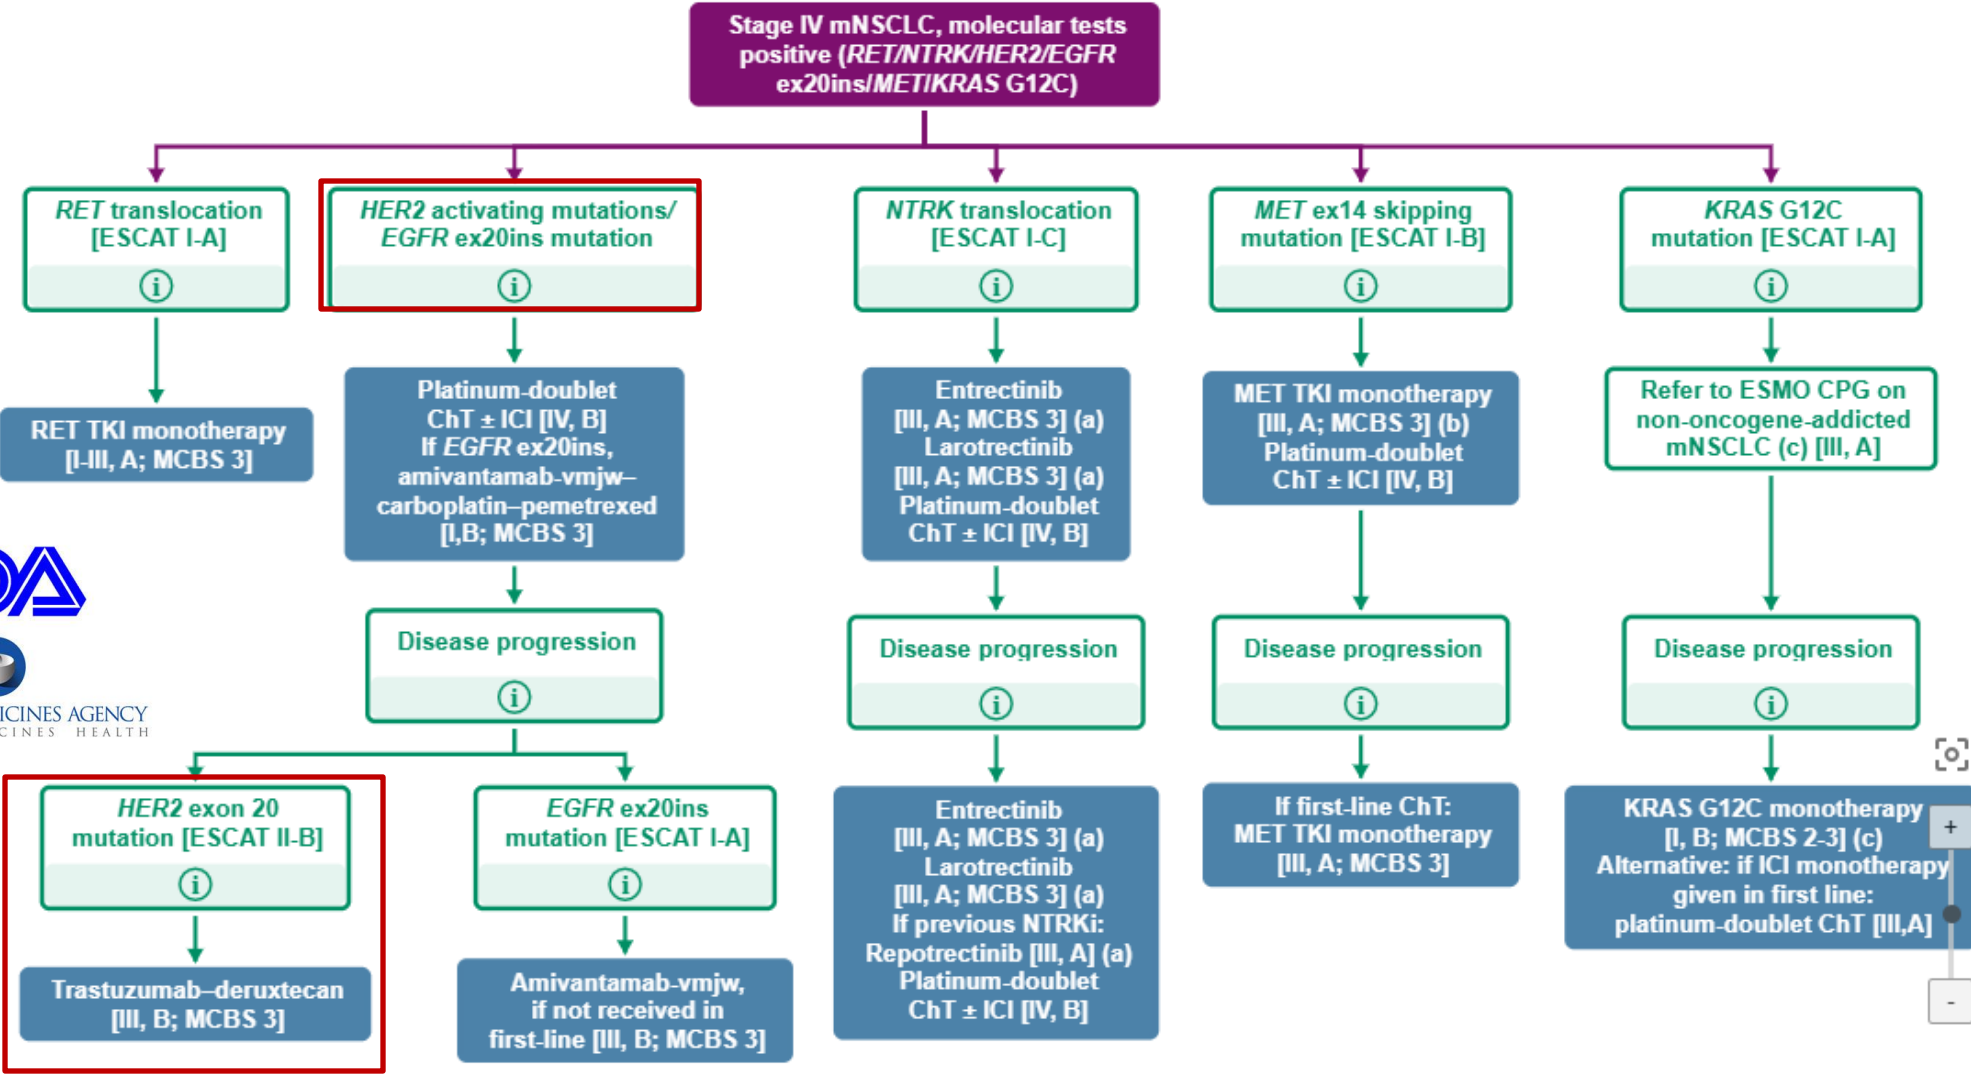 Stage IV mNSCLC, molecular tests
positive (RET/NTRK/HER2/EGFR
ex20ins/MET/KRAS G12C)
RET translocation
[ESCAT I-A]
i
RET TKI monotherapy
[I-III, A; MCBS 3]
HER2 activating mutations/
EGFR ex20ins mutation
i
Platinum-doublet
ChT ± ICI [IV, B]
If EGFR ex20ins,
amivantamab-vmjw–
carboplatin–pemetrexed
[I,B; MCBS 3]
Disease progression
i
HER2 exon 20
mutation [ESCAT II-B]
i
Trastuzumab–deruxtecan
[III, B; MCBS 3]
EGFR ex20ins
mutation [ESCAT I-A]
i
Amivantamab-vmjw,
if not received in
first-line [III, B; MCBS 3]
NTRK translocation
[ESCAT I-C]
i
Entrectinib
[III, A; MCBS 3] (a)
Larotrectinib
[III, A; MCBS 3] (a)
Platinum-doublet
ChT ± ICI [IV, B]
Disease progression
i
Entrectinib
[III, A; MCBS 3] (a)
Larotrectinib
[III, A; MCBS 3] (a)
If previous NTRKi:
Repotrectinib [III, A] (a)
Platinum-doublet
ChT ± ICI [IV, B]
MET ex14 skipping
mutation [ESCAT I-B]
i
MET TKI monotherapy
[III, A; MCBS 3] (b)
Platinum-doublet
ChT ± ICI [IV, B]
Disease progression
i
If first-line ChT:
MET TKI monotherapy
[III, A; MCBS 3]
KRAS G12C
mutation [ESCAT I-A]
i
Refer to ESMO CPG on
non-oncogene-addicted
mNSCLC (c) [III, A]
Disease progression
i
KRAS G12C monotherapy
[I, B; MCBS 2-3] (c)
Alternative: if ICI monotherapy
given in first line:
platinum-doublet ChT [III,A]
+
-
DA
ICINES AGENCY
CINES HEALTH